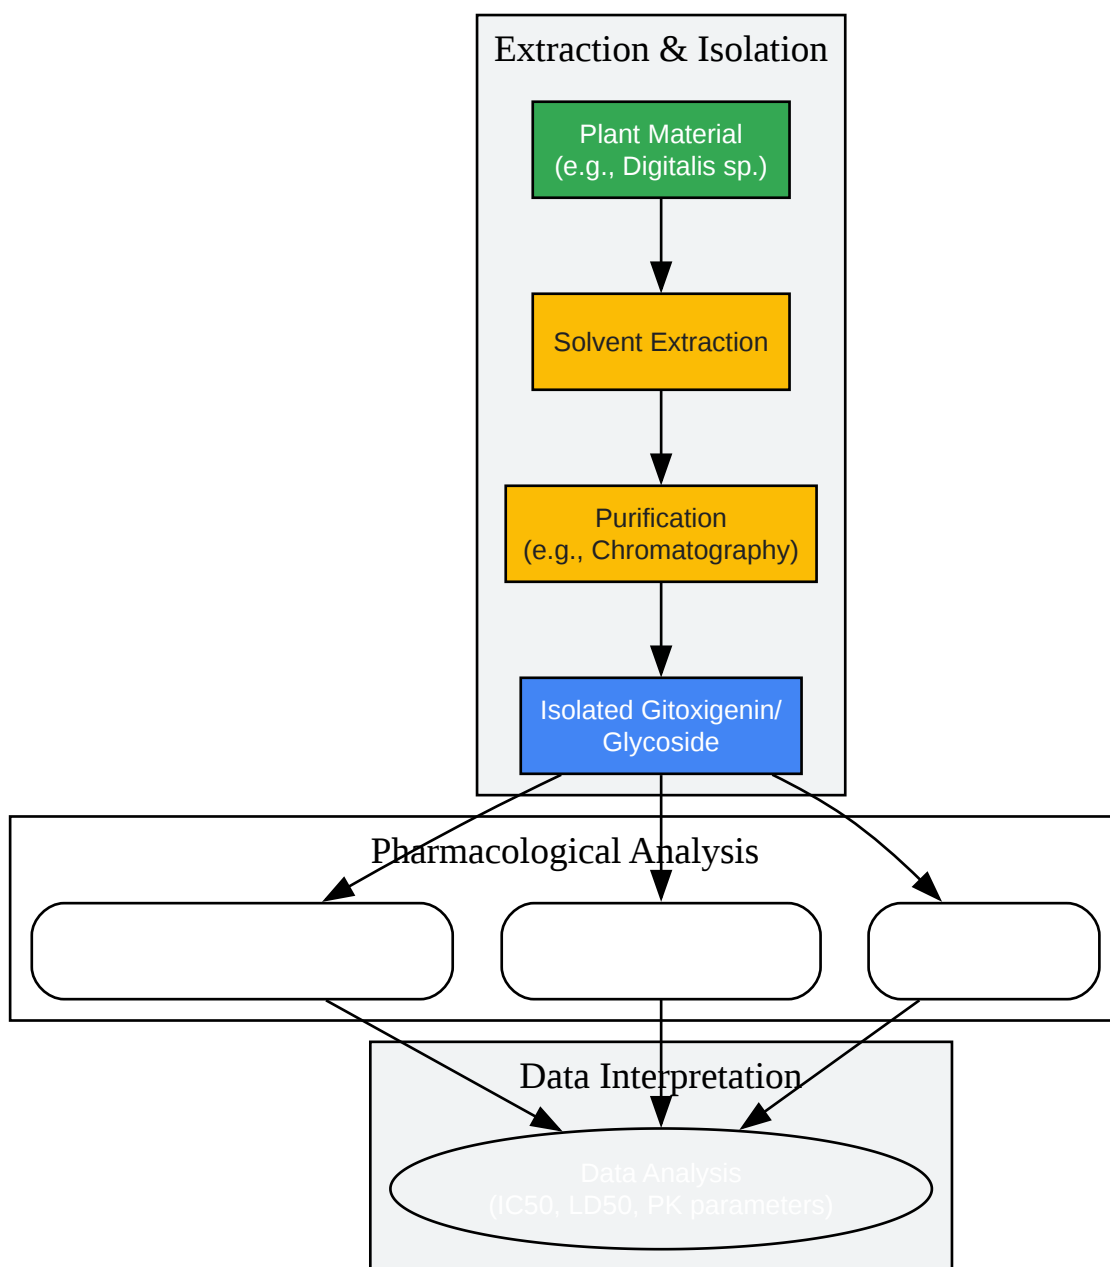 Extraction & Isolation
Plant Material
(e.g., Digitalis sp.)
Solvent Extraction
Purification
(e.g., Chromatography)
Isolated Gitoxigenin/
Glycoside
Pharmacological Analysis
Data Interpretation
Data Analysis
(IC50, LD50, PK parameters)